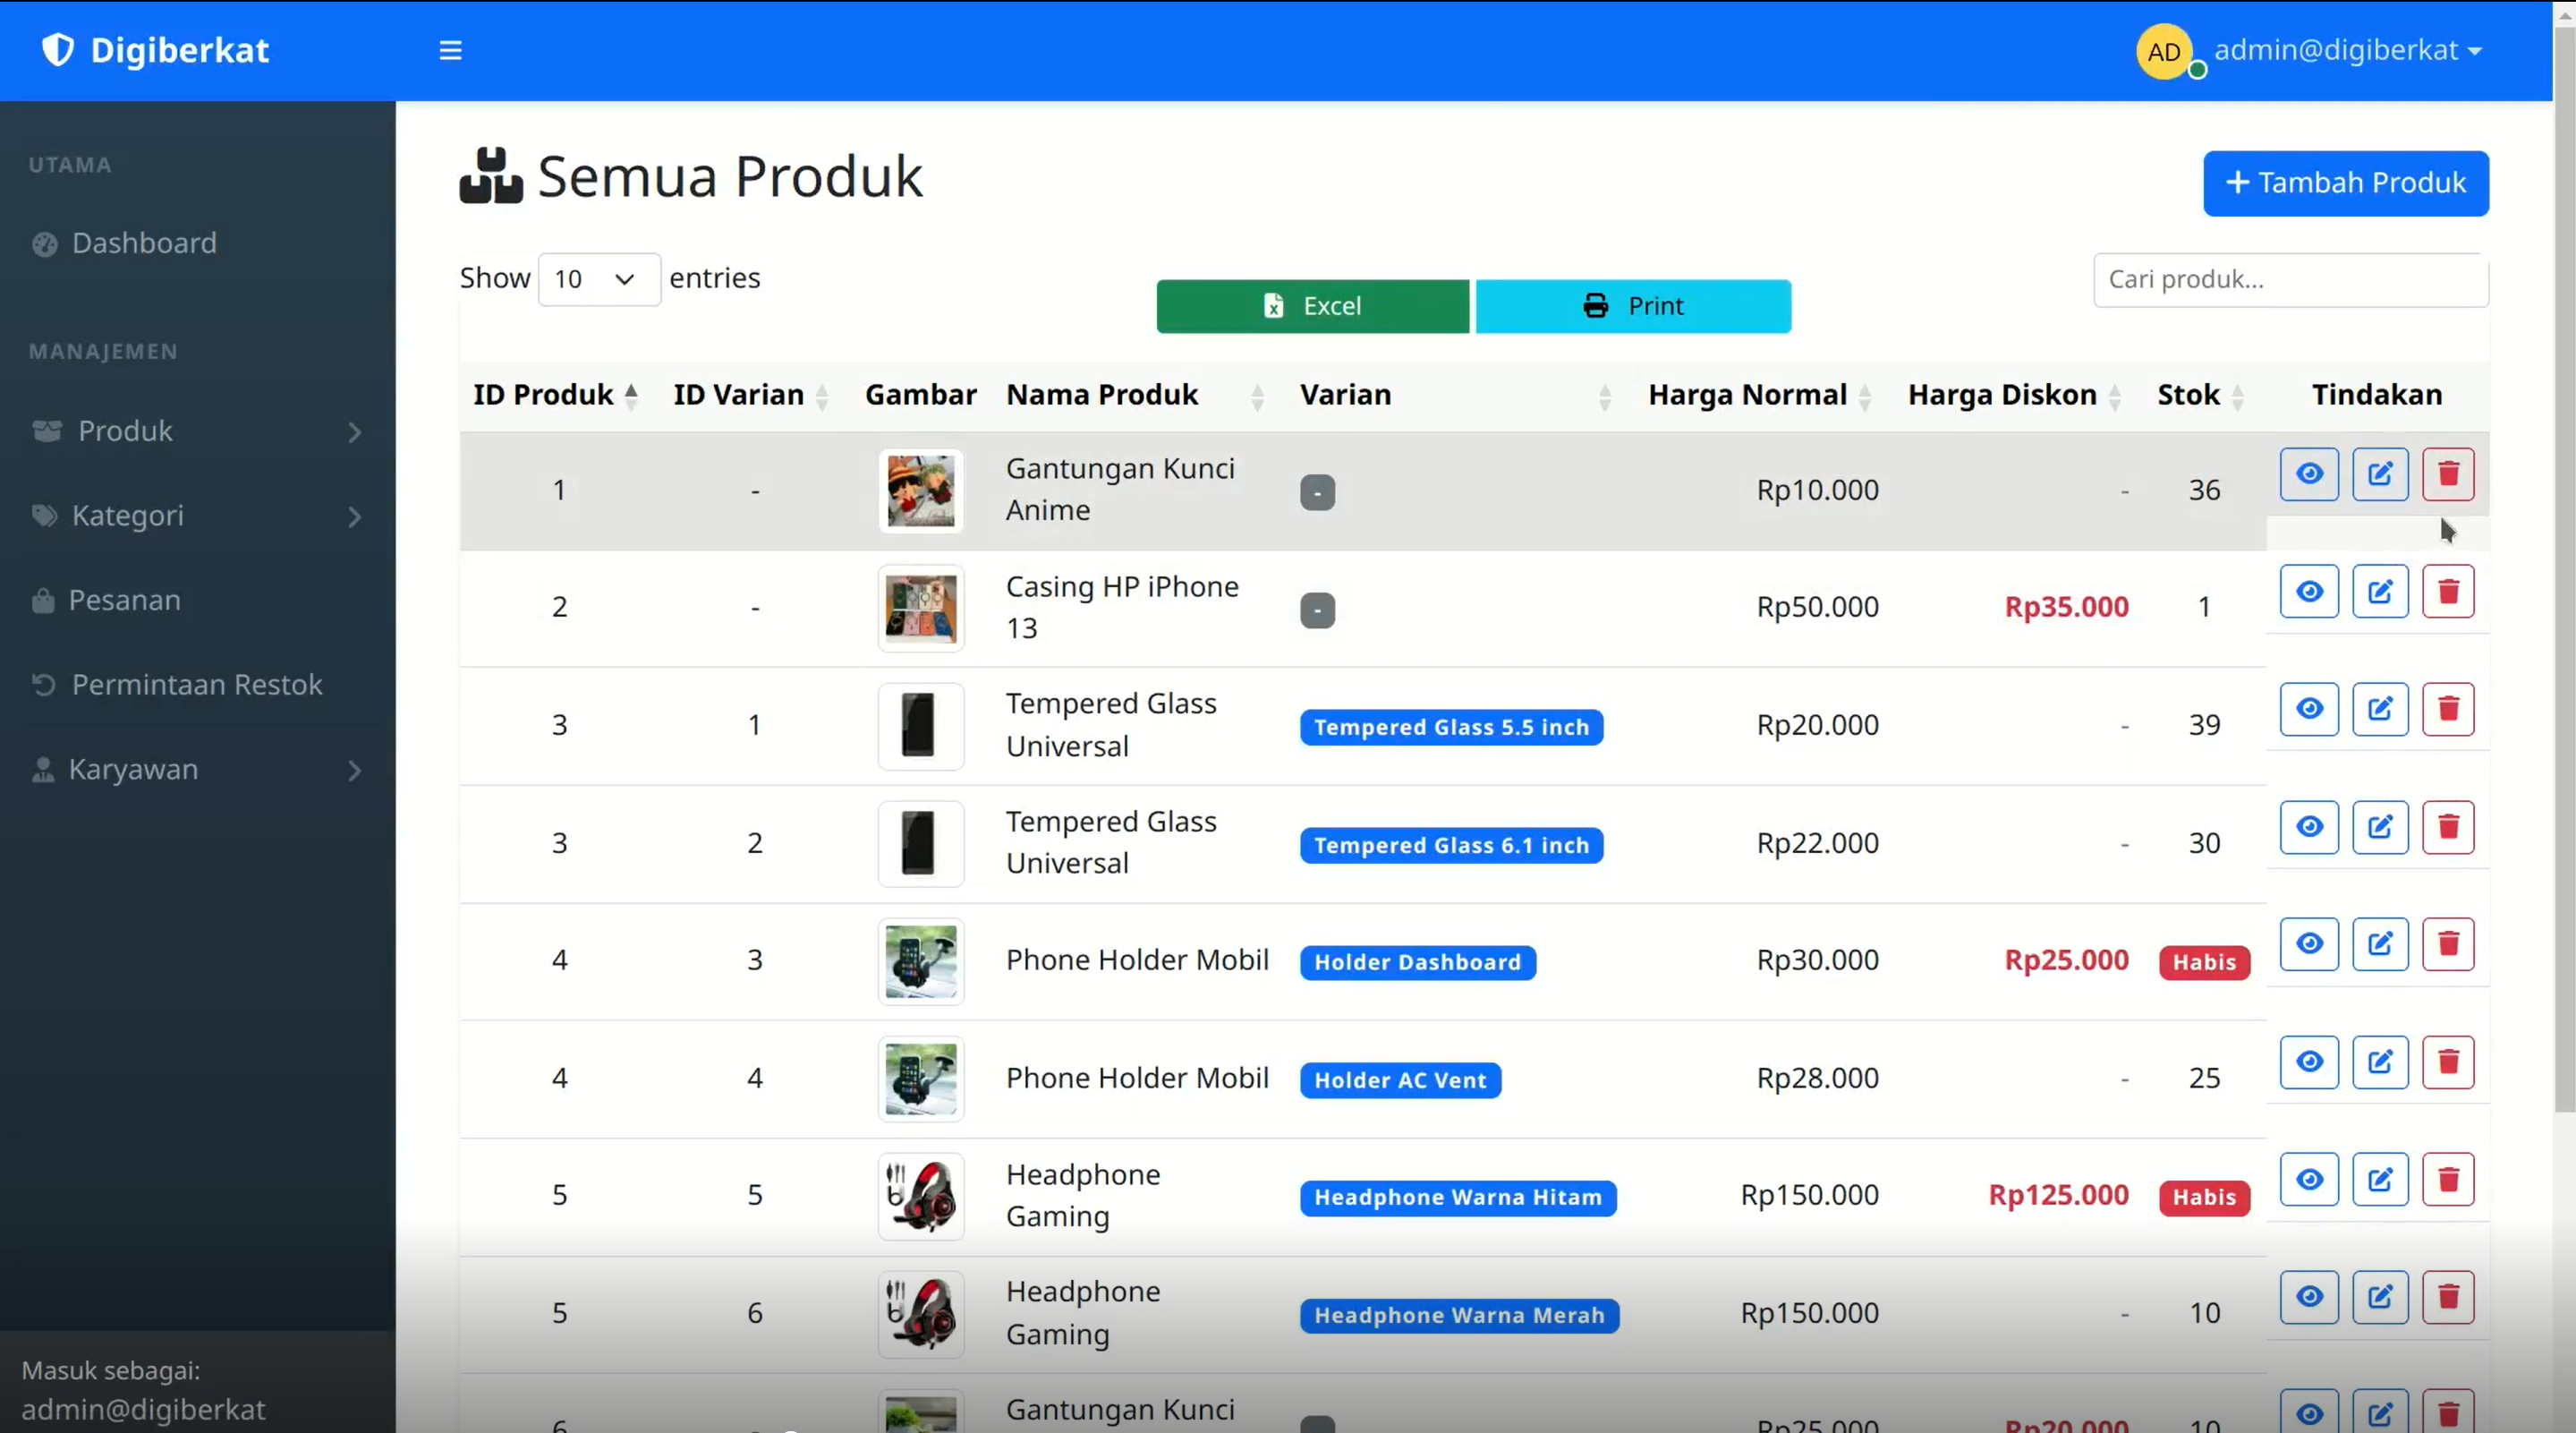 Digiberkat
AD admin@digiberkat
UTAMA
Dashboard
MANAJEMEN
Produk
Kategori
Pesanan
Permintaan Restok
Karyawan
Masuk sebagai:
admin@digiberkat
Semua Produk
+ Tambah Produk
Show 10 entries
Excel
Print
Cari produk...
ID Produk ID Varian Gambar Nama Produk Varian Harga Normal Harga Diskon Stok Tindakan
1 - Gantungan Kunci Anime - Rp10.000 - 36
2 - Casing HP iPhone 13 - Rp50.000 Rp35.000 1
3 1 Tempered Glass Universal Tempered Glass 5.5 inch Rp20.000 - 39
3 2 Tempered Glass Universal Tempered Glass 6.1 inch Rp22.000 - 30
4 3 Phone Holder Mobil Holder Dashboard Rp30.000 Rp25.000 Habis
4 4 Phone Holder Mobil Holder AC Vent Rp28.000 - 25
5 5 Headphone Gaming Headphone Warna Hitam Rp150.000 Rp125.000 Habis
5 6 Headphone Gaming Headphone Warna Merah Rp150.000 - 10
6 Gantungan Kunci Rp25.000 Rp20.000 10